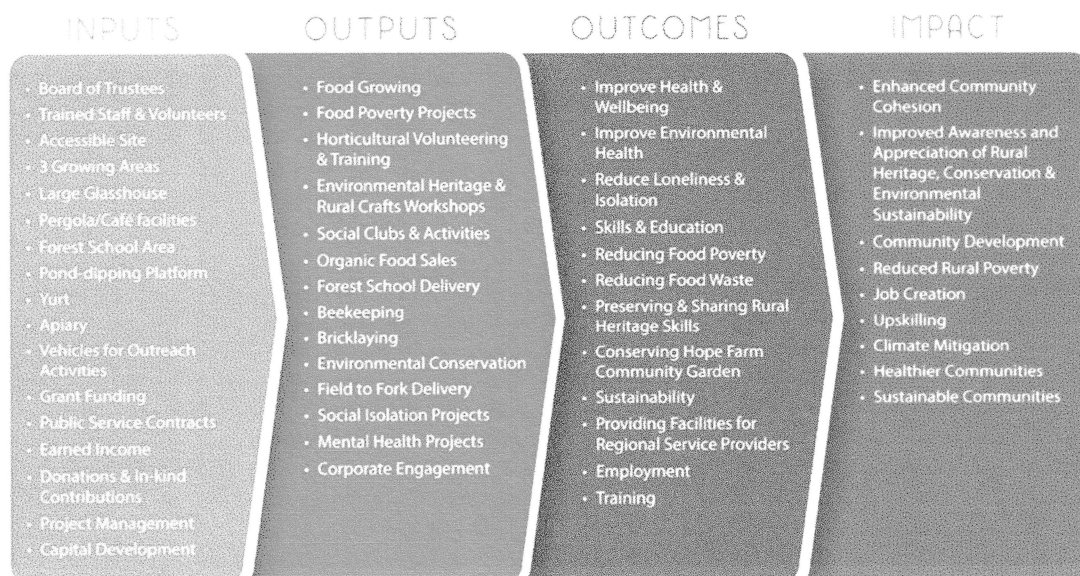 INPUTS
• Board of Trustees
• Trained Staff & Volunteers
• Accessible Site
• 3 Growing Areas
• Large Glasshouse
• Pergola/Café facilities
• Forest School Area
• Pond-dipping Platform
• Yurt
• Apiary
• Vehicles for Outreach
Activities
• Grant Funding
• Public Service Contracts
• Earned Income
• Donations & In-kind
Contributions
• Project Management
• Capital Development
OUTPUTS
• Food Growing
• Food Poverty Projects
• Horticultural Volunteering
& Training
• Environmental Heritage &
Rural Crafts Workshops
• Social Clubs & Activities
• Organic Food Sales
• Forest School Delivery
• Beekeeping
• Bricklaying
• Environmental Conservation
• Field to Fork Delivery
• Social Isolation Projects
• Mental Health Projects
• Corporate Engagement
OUTCOMES
• Improve Health &
Wellbeing
• Improve Environmental
Health
• Reduce Loneliness &
Isolation
• Skills & Education
• Reducing Food Poverty
• Reducing Food Waste
• Preserving & Sharing Rural
Heritage Skills
• Conserving Hope Farm
Community Garden
• Sustainability
• Providing Facilities for
Regional Service Providers
• Employment
• Training
IMPACT
• Enhanced Community
Cohesion
• Improved Awareness and
Appreciation of Rural
Heritage, Conservation &
Environmental
Sustainability
• Community Development
• Reduced Rural Poverty
• Job Creation
• Upskilling
• Climate Mitigation
• Healthier Communities
• Sustainable Communities